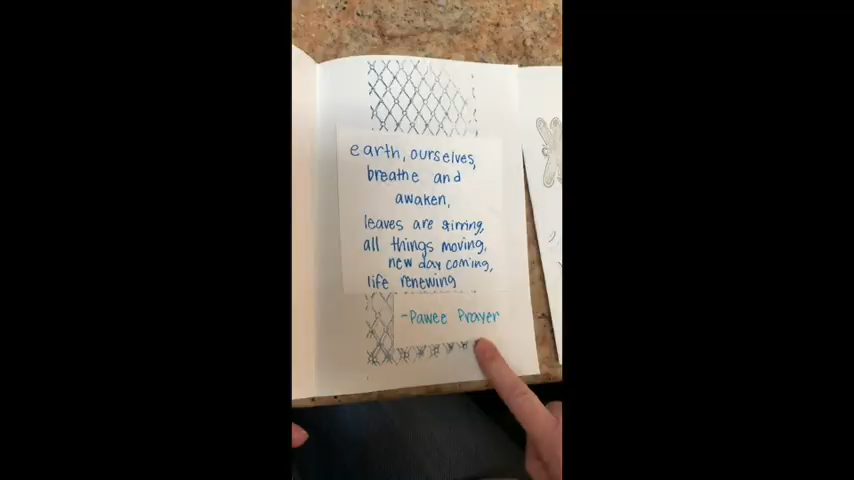 earth, ourselves,
breathe and
awaken,
leaves are stirring,
all things moving,
new day coming,
life renewing
-Pawee Prayer